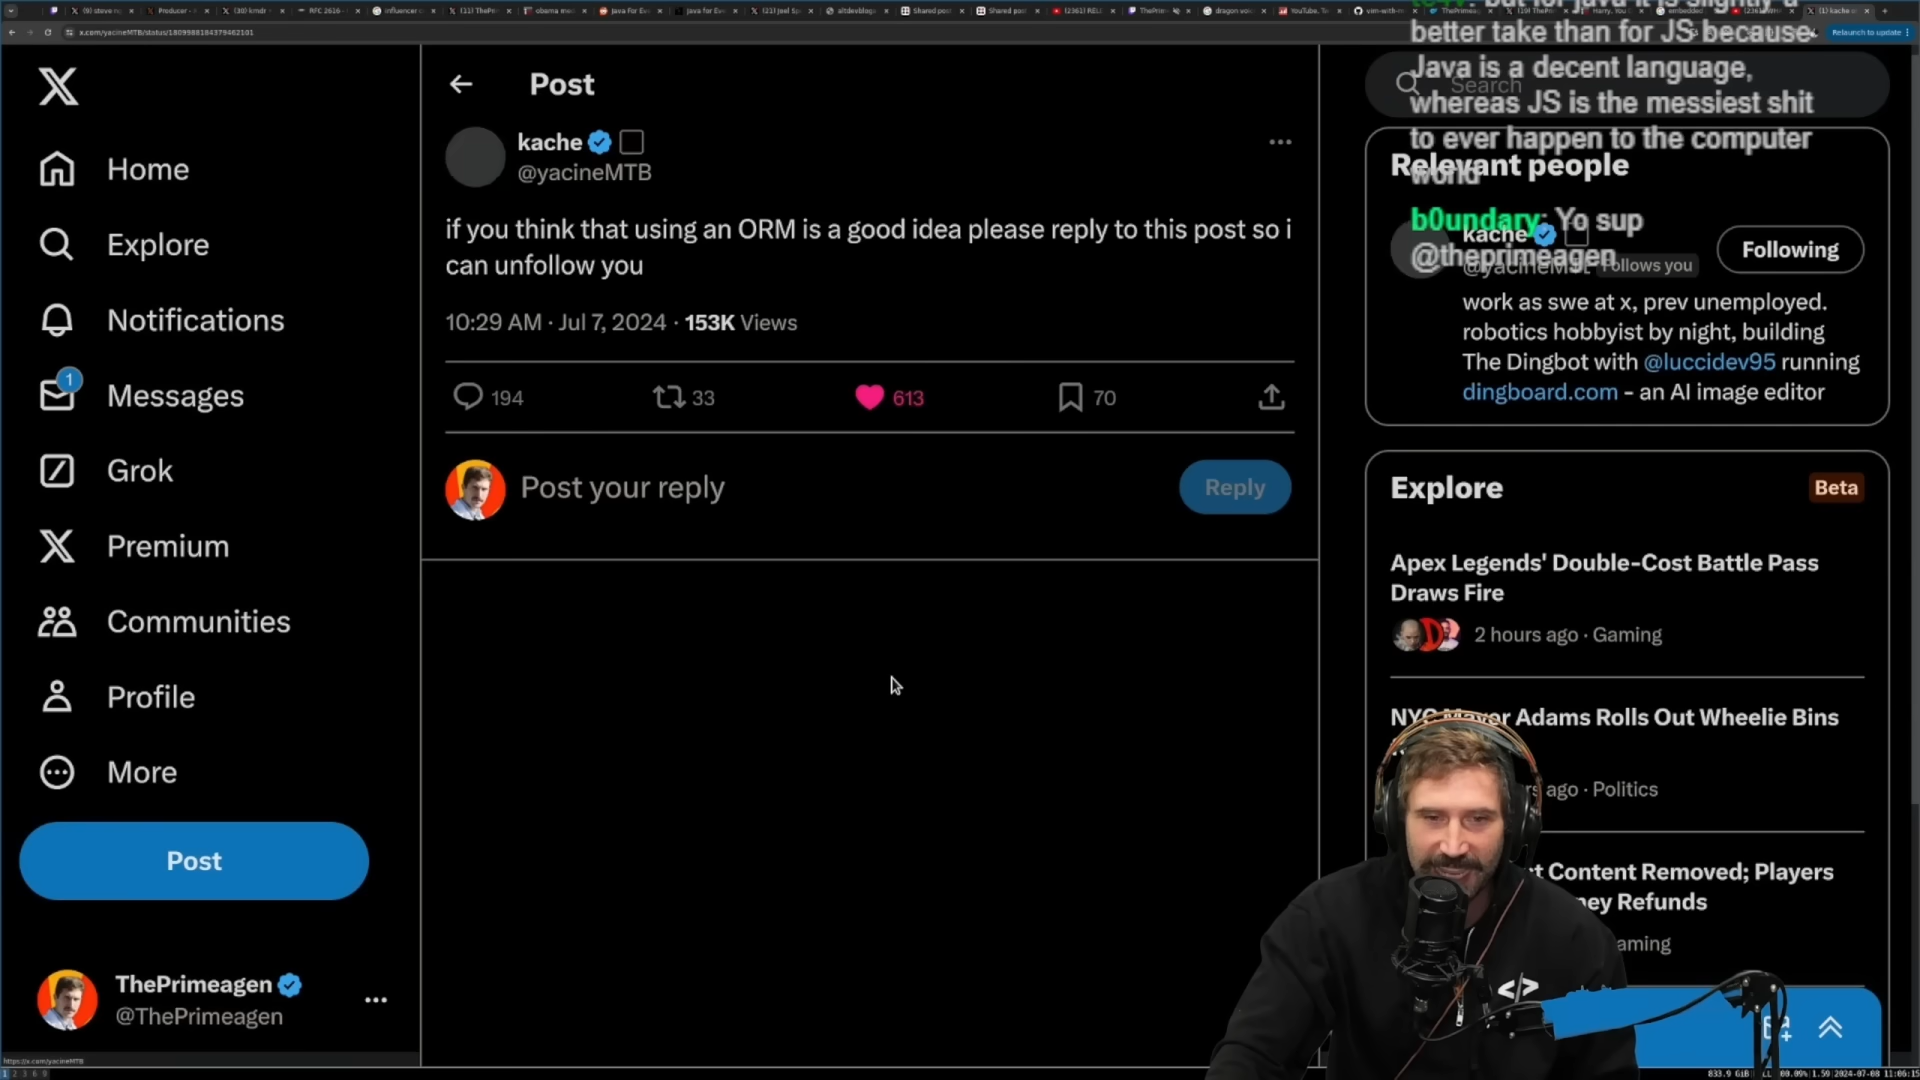 x.com/yacineMTB/status/1809988184379462101
Relaunch to update
Home
Explore
Notifications
1
Messages
Grok
Premium
Communities
Profile
More
Post
ThePrimeagen
@ThePrimeagen
Post
kache
@yacineMTB
if you think that using an ORM is a good idea please reply to this post so i
can unfollow you
10:29 AM · Jul 7, 2024 · 153K Views
194 33 613 70
Post your reply
Reply
better take than for JS because
Java is a decent language,
whereas JS is the messiest shit
to ever happen to the computer
world
b0undary: Yo sup
@theprimeagen
Search
Relevant people
kache
@yacineMTB Follows you
Following
work as swe at x, prev unemployed.
robotics hobbyist by night, building
The Dingbot with @luccidev95 running
dingboard.com - an AI image editor
Explore
Beta
Apex Legends' Double-Cost Battle Pass
Draws Fire
2 hours ago · Gaming
NYC Mayor Adams Rolls Out Wheelie Bins
ago · Politics
Content Removed; Players
Refunds
</>
https://x.com/yacineMTB